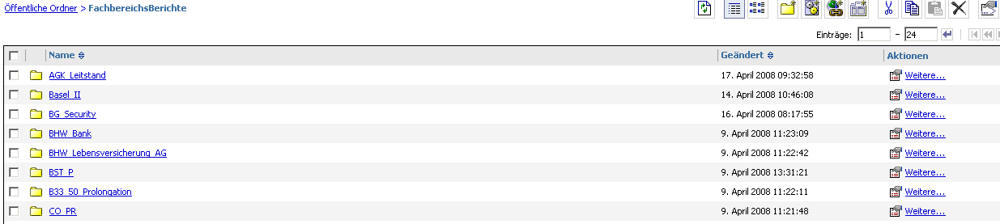 Öffentliche Ordner > FachbereichsBerichte
Einträge: 1 - 24
Name Geändert Aktionen
AGK_Leitstand 17. April 2008 09:32:58 Weitere...
Basel_II 14. April 2008 10:46:08 Weitere...
BG_Security 16. April 2008 08:17:55 Weitere...
BHW_Bank 9. April 2008 11:23:09 Weitere...
BHW_Lebensversicherung_AG 9. April 2008 11:22:42 Weitere...
BST_P 9. April 2008 13:31:21 Weitere...
B33_50_Prolongation 9. April 2008 11:22:11 Weitere...
CO_PR 9. April 2008 11:21:48 Weitere...